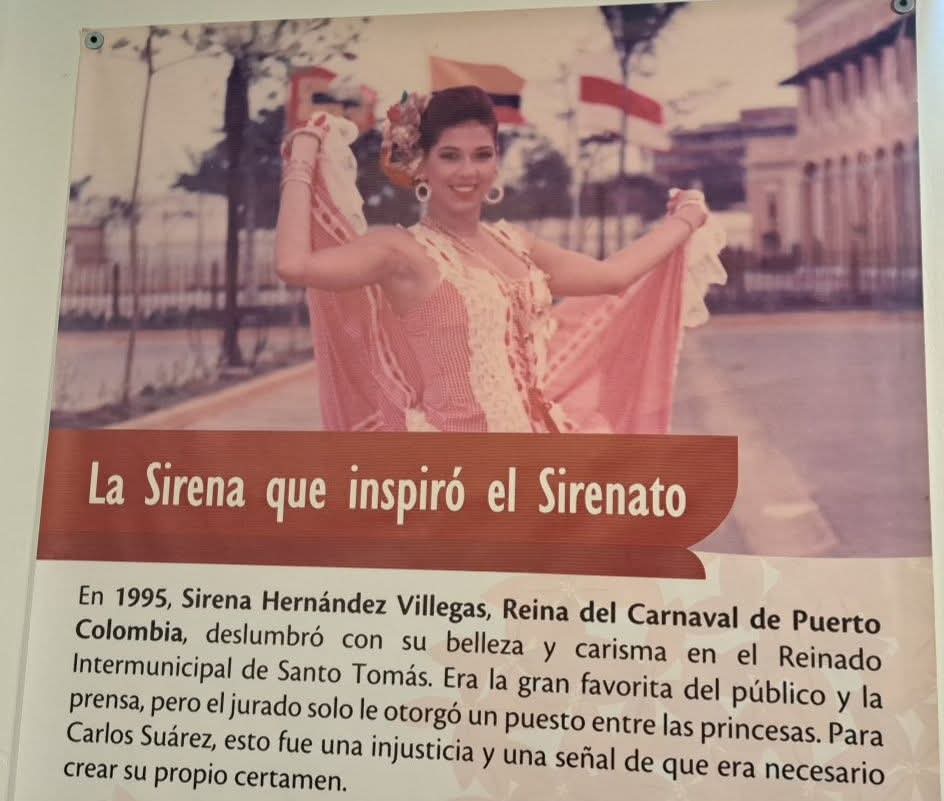 La Sirena que inspiró el Sirenato
En 1995, Sirena Hernández Villegas, Reina del Carnaval de Puerto
Colombia, deslumbró con su belleza y carisma en el Reinado
Intermunicipal de Santo Tomás. Era la gran favorita del público y la
prensa, pero el jurado solo le otorgó un puesto entre las princesas. Para
Carlos Suárez, esto fue una injusticia y una señal de que era necesario
crear su propio certamen.